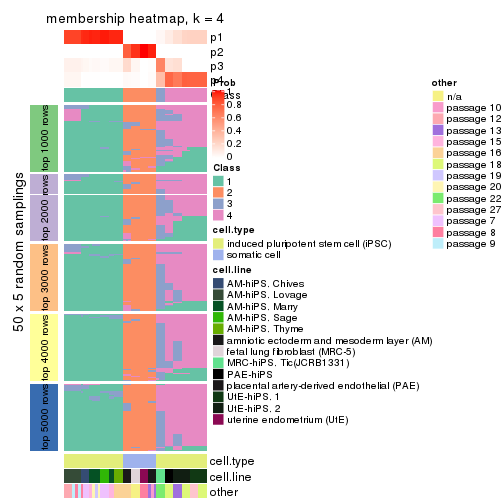 membership heatmap, k = 4
p1
p2
p3
p4
50 x 5 random samplings
top 1000 rows
top 2000 rows
top 3000 rows
top 4000 rows
top 5000 rows
cell.type
cell.line
other
Prob
1
0.8
0.6
0.4
0.2
0
Class
Class
1
2
3
4
cell.type
induced pluripotent stem cell (iPSC)
somatic cell
cell.line
AM-hiPS. Chives
AM-hiPS. Lovage
AM-hiPS. Marry
AM-hiPS. Sage
AM-hiPS. Thyme
amniotic ectoderm and mesoderm layer (AM)
fetal lung fibroblast (MRC-5)
MRC-hiPS. Tic(JCRB1331)
PAE-hiPS
placental artery-derived endothelial (PAE)
UtE-hiPS. 1
UtE-hiPS. 2
uterine endometrium (UtE)
other
n/a
passage 10
passage 12
passage 13
passage 15
passage 16
passage 18
passage 19
passage 20
passage 22
passage 27
passage 7
passage 8
passage 9